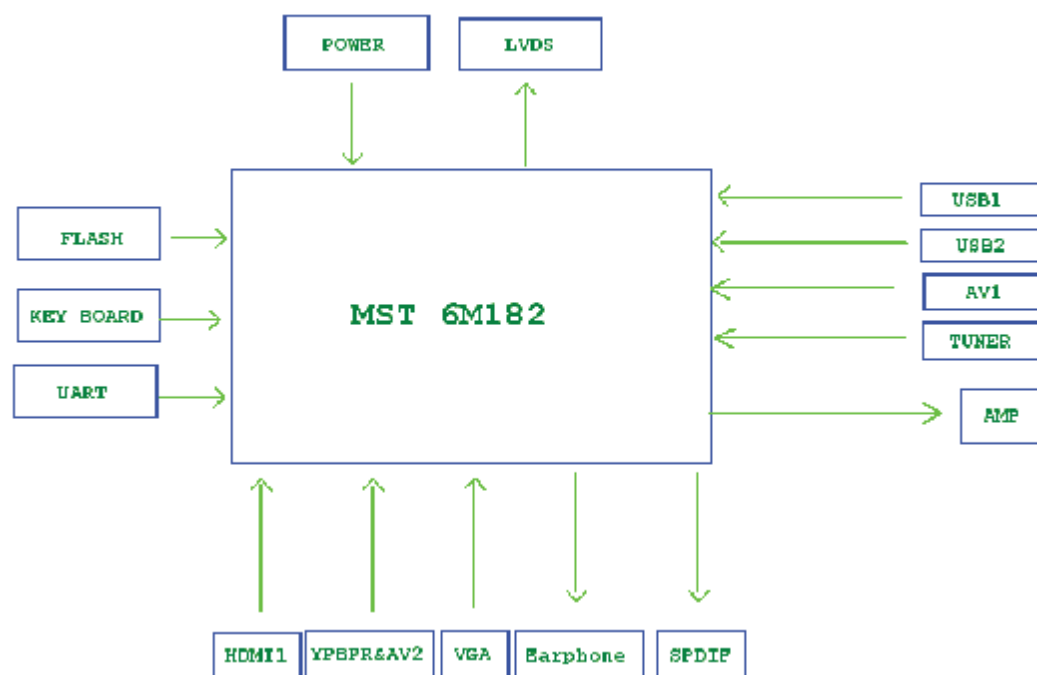 POWER
LVDS
FLASH
KEY BOARD
UART
MST 6M182
USB1
USB2
AV1
TUNER
AMP
HDMI1
YPBPR&AV2
VGA
Earphone
SPDIF